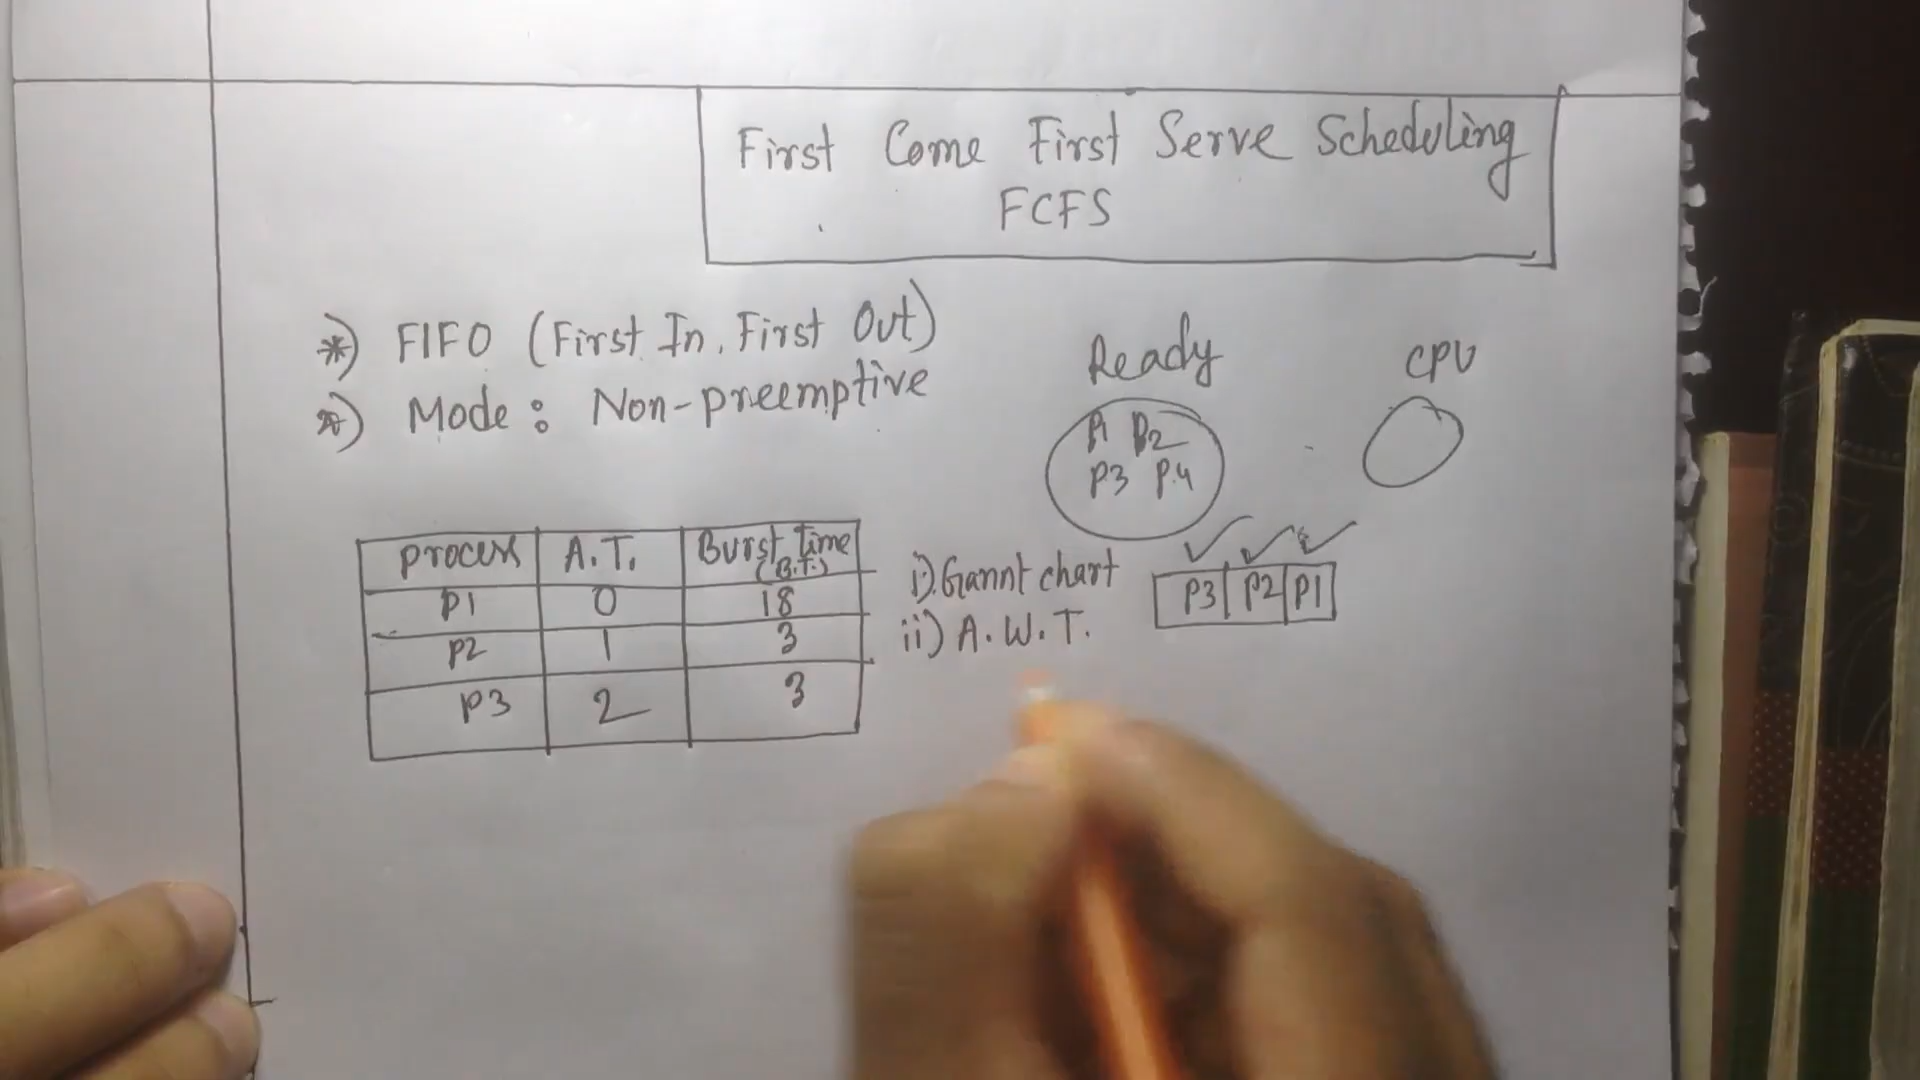 First Come First Serve Scheduling
FCFS
*) FIFO (First In, First Out)
*) Mode: Non-preemptive
Ready
CPU
P1 P2
P3 P4
process A.T. Burst time
(B.T.)
P1 0 18
P2 1 3
P3 2 3
i) Gannt chart
ii) A.W.T.
P3 P2 P1